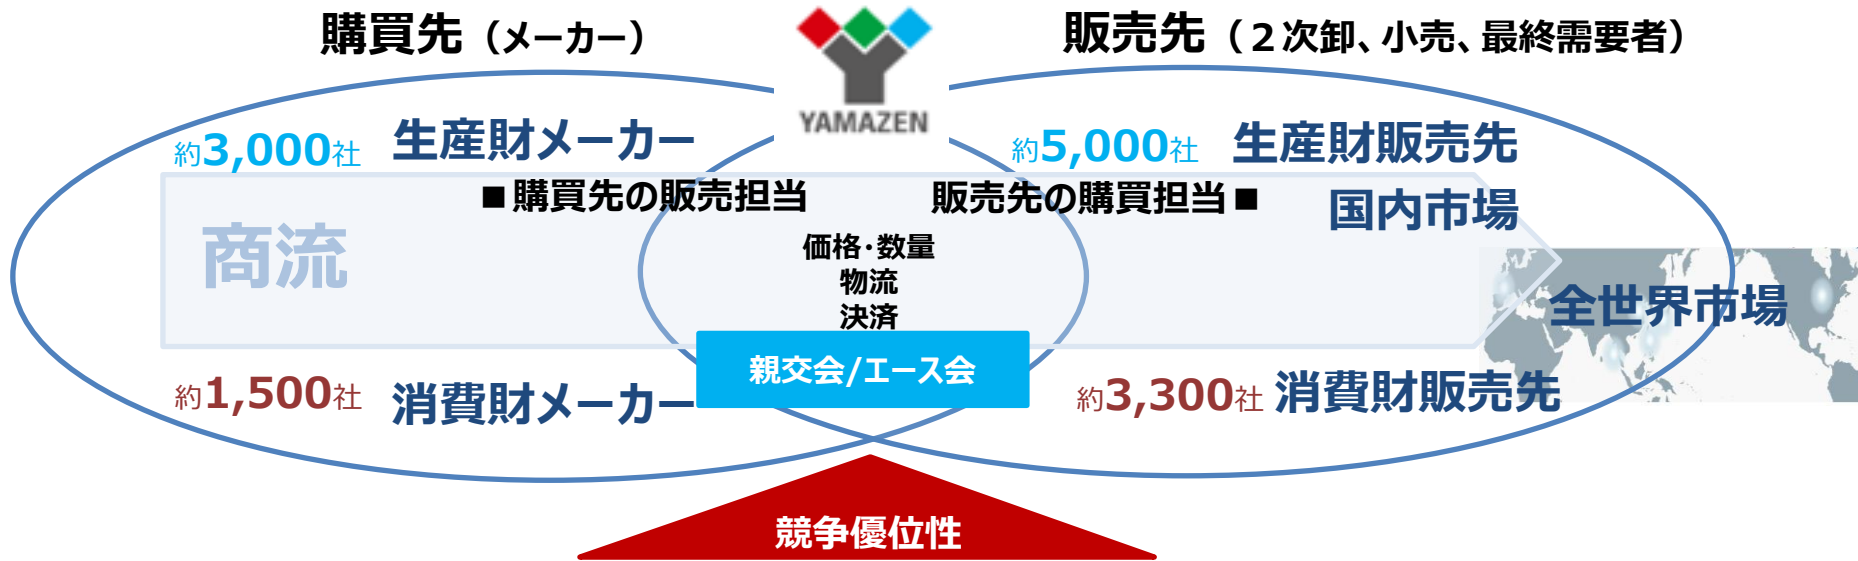 購買先（メーカー）
YAMAZEN
販売先（２次卸、小売、最終需要者）
約3,000社 生産財メーカー
約5,000社 生産財販売先
■購買先の販売担当
販売先の購買担当■
国内市場
商流
価格・数量
物流
決済
全世界市場
親交会/エース会
約1,500社 消費財メーカー
約3,300社 消費財販売先
競争優位性